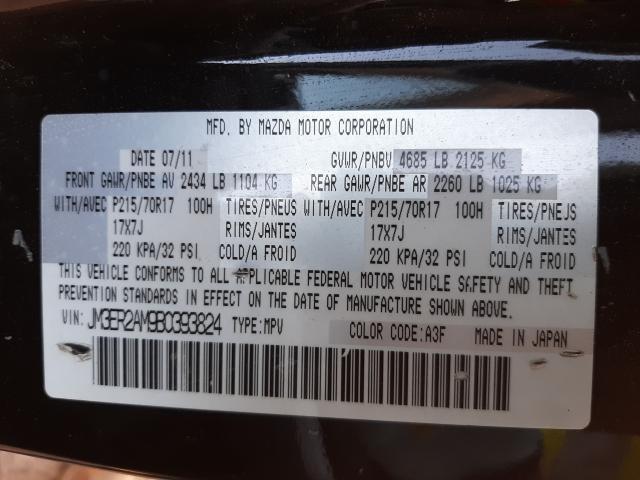 MFD. BY MAZDA MOTOR CORPORATION
DATE 07/11 GVWR/PNBV 4685 LB 2125 KG
FRONT GAWR/PNBE AV 2434 LB 1104 KG REAR GAWR/PNBE AR 2260 LB 1025 KG
WITH/AVEC P215/70R17 100H TIRES/PNEUS WITH/AVEC P215/70R17 100H TIRES/PNEUS
17X7J RIMS/JANTES 17X7J RIMS/JANTES
220 KPA/32 PSI COLD/A FROID 220 KPA/32 PSI COLD/A FROID
THIS VEHICLE CONFORMS TO ALL APPLICABLE FEDERAL MOTOR VEHICLE SAFETY AND THEFT
PREVENTION STANDARDS IN EFFECT ON THE DATE OF MANUFACTURE SHOWN ABOVE.
VIN: JM3ER2AM9B0393824 TYPE:MPV COLOR CODE:A3F MADE IN JAPAN